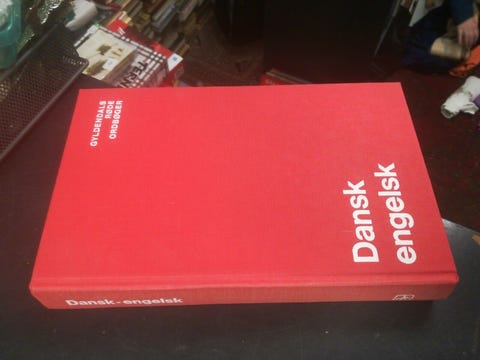 GYLDENDALS
RØDE
ORDBØGER
Dansk
engelsk
Dansk-engelsk